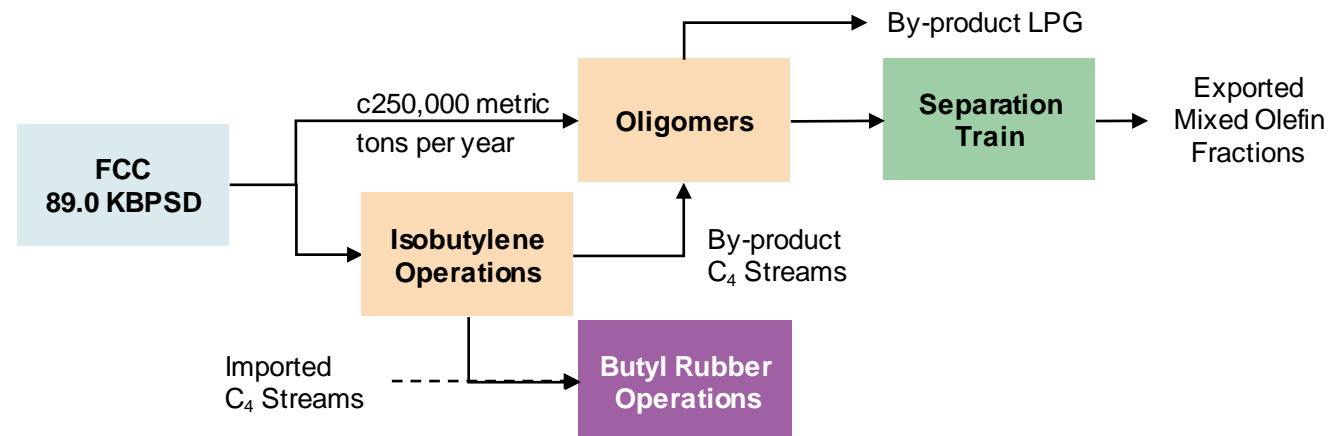 By-product LPG
c250,000 metric
tons per year
Oligomers
Separation
Train
Exported
Mixed Olefin
Fractions
FCC
89.0 KBPSD
Isobutylene
Operations
By-product
C₄ Streams
Imported
C₄ Streams
Butyl Rubber
Operations